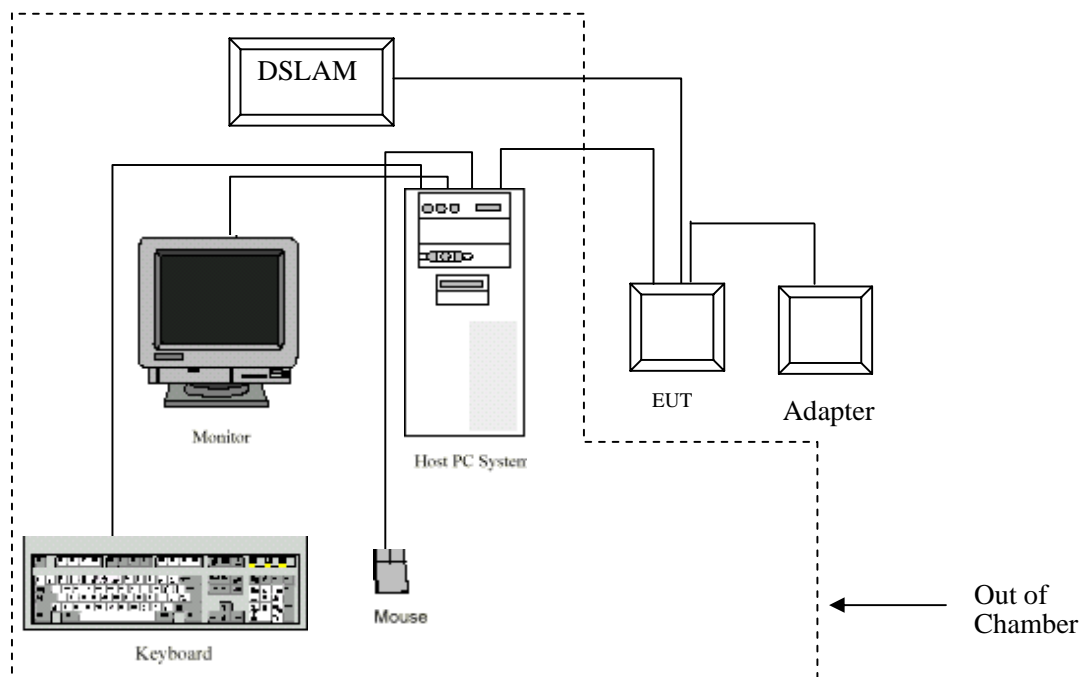 DSLAM
EUT
Adapter
Monitor
Host PC System
Mouse
Keyboard
Out of
Chamber